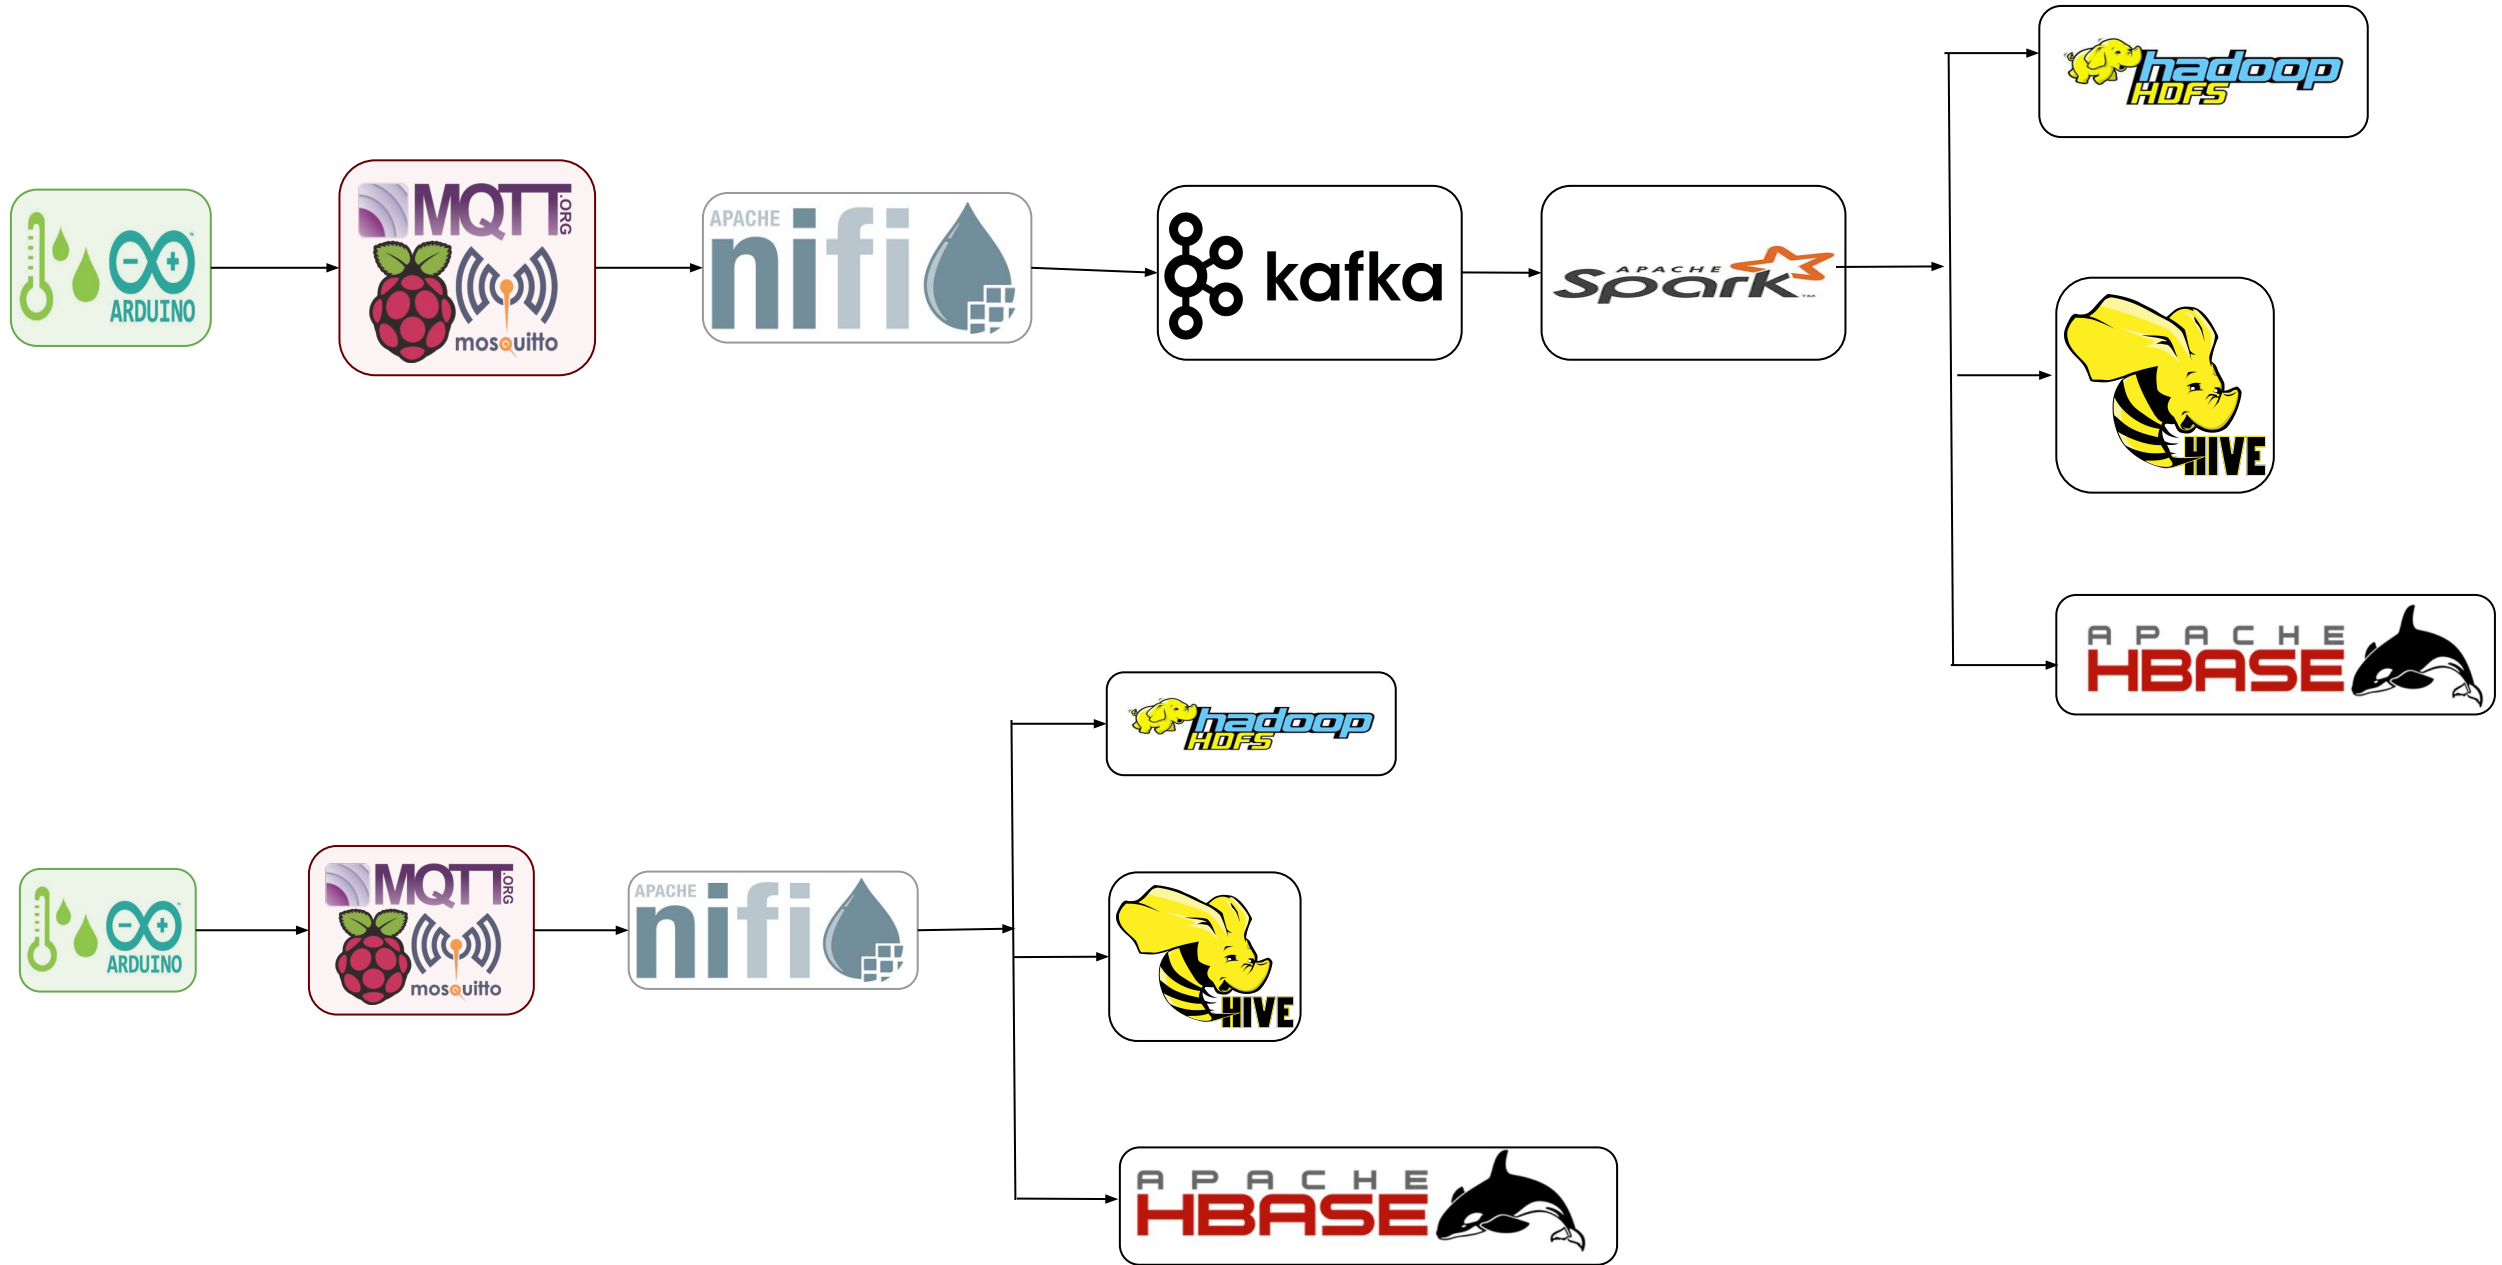 hadoop
HDFS
ARDUINO
MQTT
.ORG
mosquitto
APACHE
nifi
kafka
APACHE
Spark™
HIVE
APACHE
HBASE
hadoop
HDFS
ARDUINO
MQTT
.ORG
mosquitto
APACHE
nifi
HIVE
APACHE
HBASE